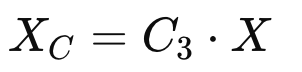 X_C = C_3 · X